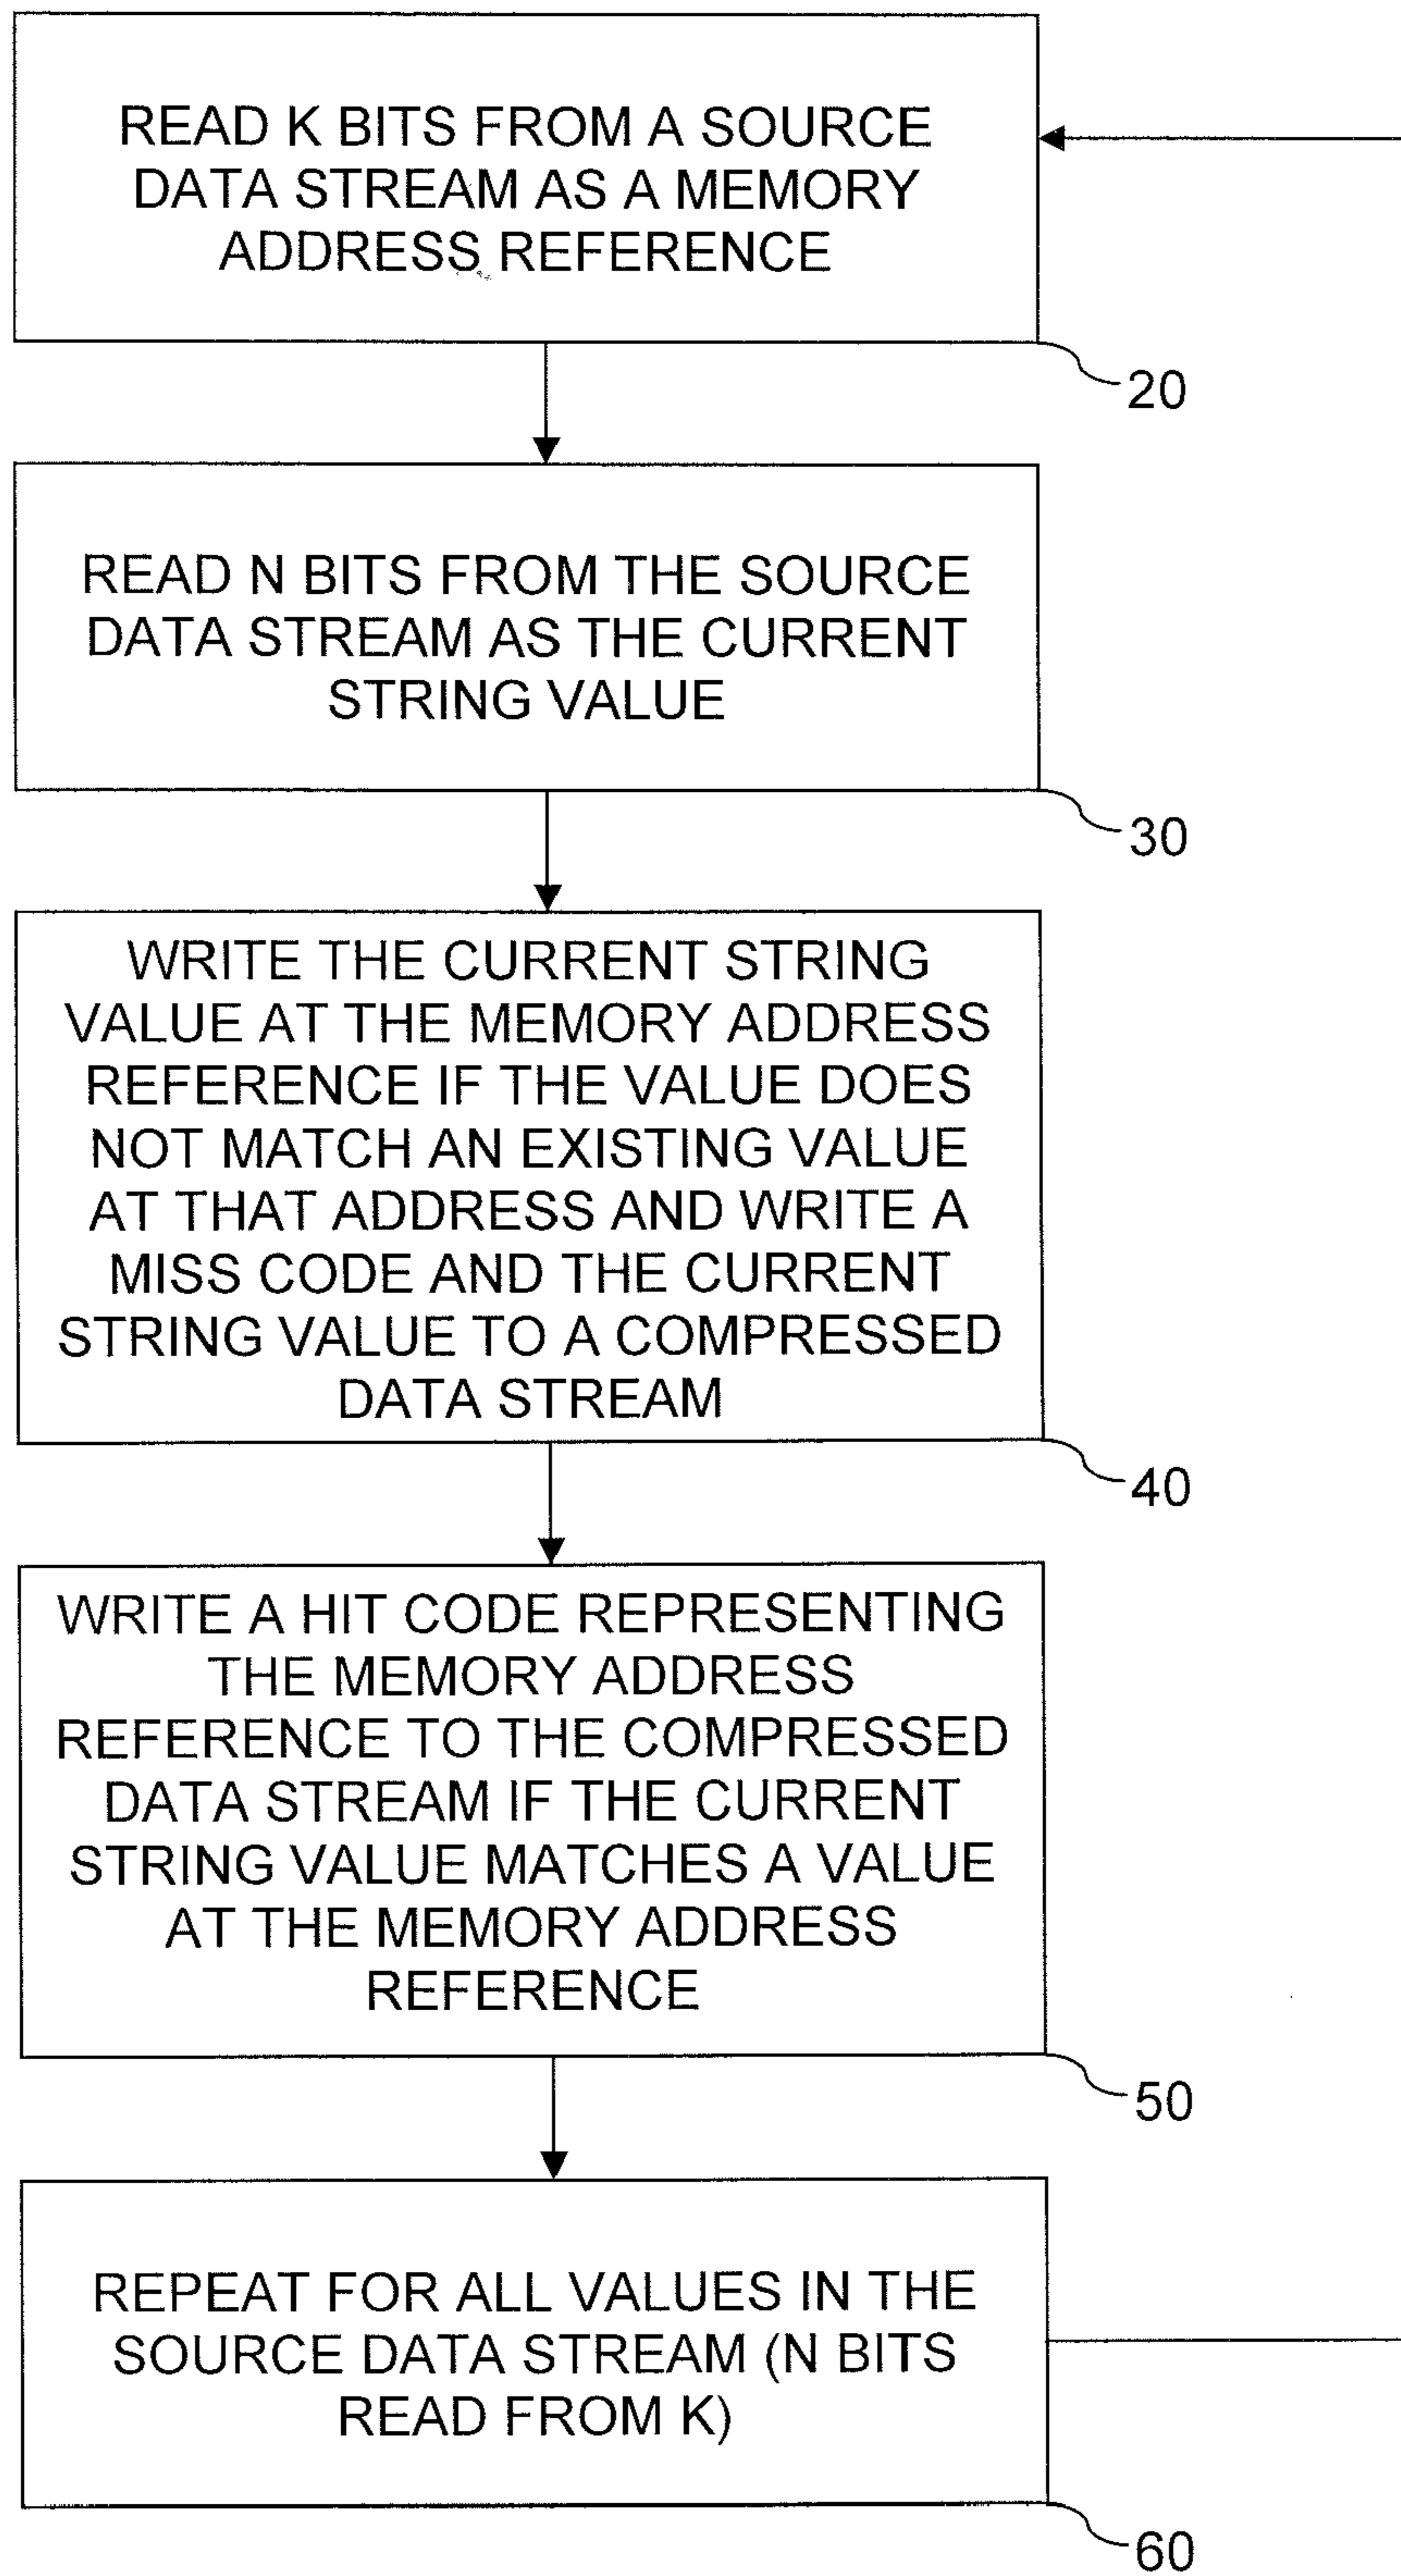 READ K BITS FROM A SOURCE
DATA STREAM AS A MEMORY
ADDRESS REFERENCE
20
READ N BITS FROM THE SOURCE
DATA STREAM AS THE CURRENT
STRING VALUE
30
WRITE THE CURRENT STRING
VALUE AT THE MEMORY ADDRESS
REFERENCE IF THE VALUE DOES
NOT MATCH AN EXISTING VALUE
AT THAT ADDRESS AND WRITE A
MISS CODE AND THE CURRENT
STRING VALUE TO A COMPRESSED
DATA STREAM
40
WRITE A HIT CODE REPRESENTING
THE MEMORY ADDRESS
REFERENCE TO THE COMPRESSED
DATA STREAM IF THE CURRENT
STRING VALUE MATCHES A VALUE
AT THE MEMORY ADDRESS
REFERENCE
50
REPEAT FOR ALL VALUES IN THE
SOURCE DATA STREAM (N BITS
READ FROM K)
60